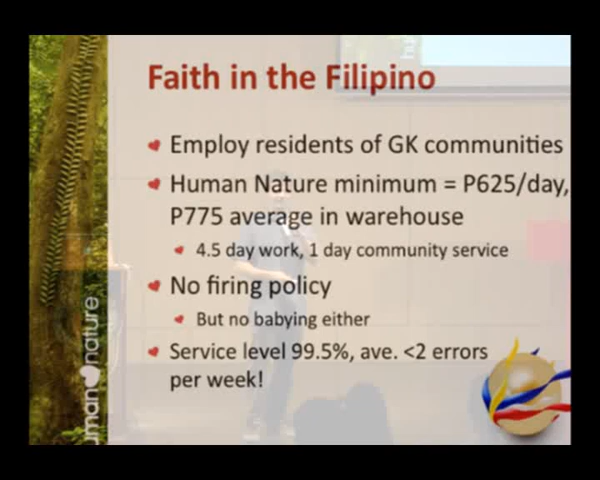 Faith in the Filipino
Employ residents of GK communities
Human Nature minimum = P625/day,
P775 average in warehouse
4.5 day work, 1 day community service
No firing policy
But no babying either
Service level 99.5%, ave. <2 errors
per week!
uman nature